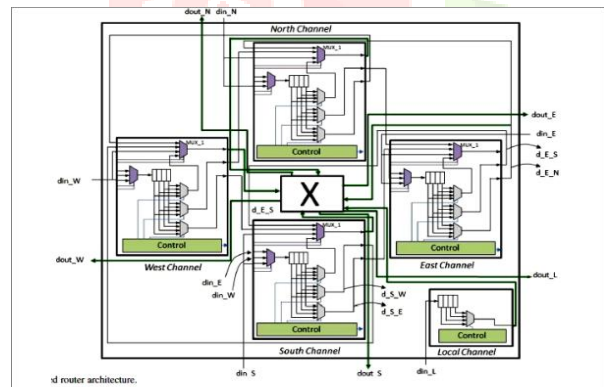 dout_N din_N
North Channel
MUX_1
Control
dout_E
din_E
d_E_S
d_E_N
MUX_1
Control
East Channel
din_W
MUX_1
Control
West Channel
dout_W
X
d_E_S
MUX_1
din_E
din_W
Control
South Channel
d_S_W
d_S_E
dout_L
Control
Local Channel
din_S
dout_S
din_L
d router architecture.